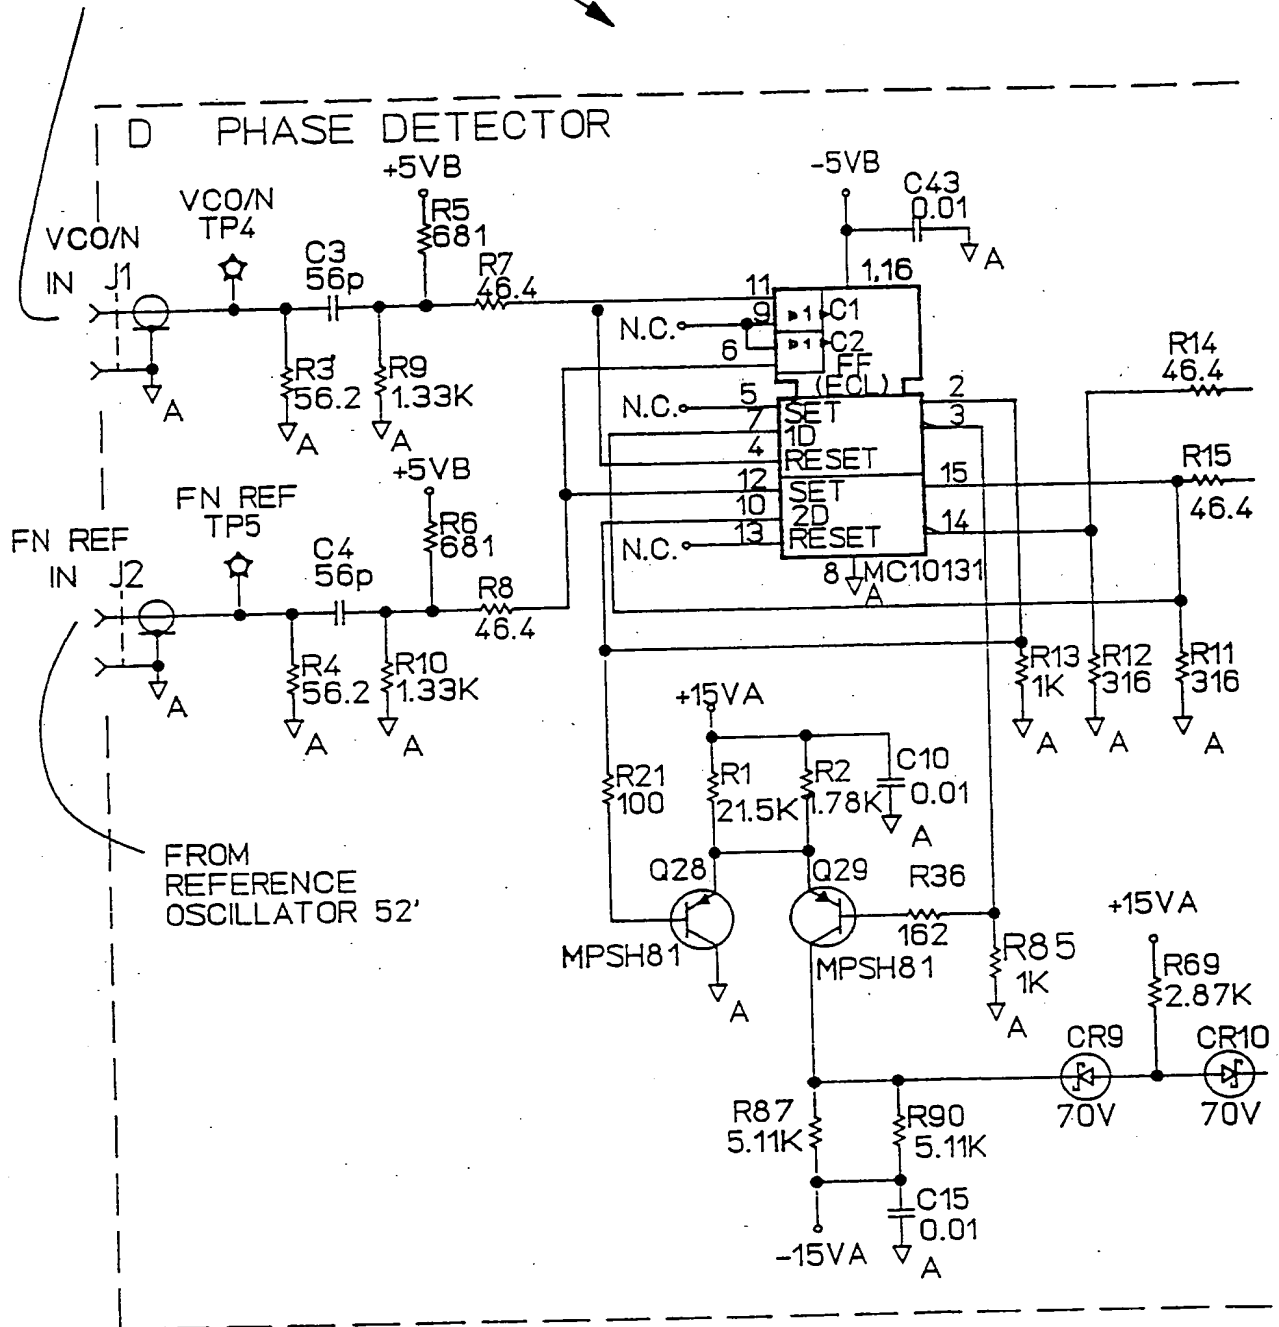 D PHASE DETECTOR
+5VB
-5VB
C43
0.01
A
VCO/N
TP4
VCO/N
IN
J1
C3
56p
R5
681
R7
46.4
R3
56.2
A
R9
1.33K
A
A
11
9
6
1,16
1
C1
1
C2
FF
(ECL)
N.C.
N.C.
5
7
4
12
10
13
N.C.
SET
1D
RESET
SET
2D
RESET
2
3
15
14
8
A
MC10131
R14
46.4
R15
46.4
+5VB
FN REF
TP5
FN REF
IN
J2
C4
56p
R6
681
R8
46.4
R4
56.2
A
R10
1.33K
A
A
R13
1K
A
R12
316
A
R11
316
A
+15VA
R21
100
R1
21.5K
R2
1.78K
C10
0.01
A
FROM
REFERENCE
OSCILLATOR 52'
Q28
MPSH81
A
Q29
MPSH81
R36
162
R85
1K
A
+15VA
R69
2.87K
CR9
70V
CR10
70V
R87
5.11K
R90
5.11K
C15
0.01
A
-15VA